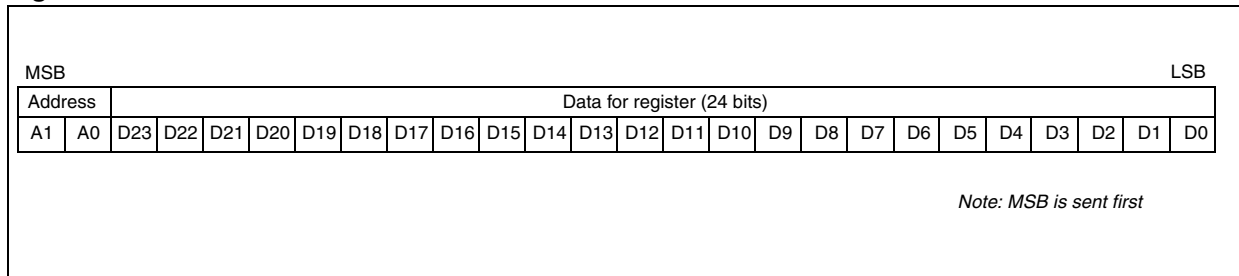 MSB LSB
Address Data for register (24 bits)
A1 A0 D23 D22 D21 D20 D19 D18 D17 D16 D15 D14 D13 D12 D11 D10 D9 D8 D7 D6 D5 D4 D3 D2 D1 D0
Note: MSB is sent first